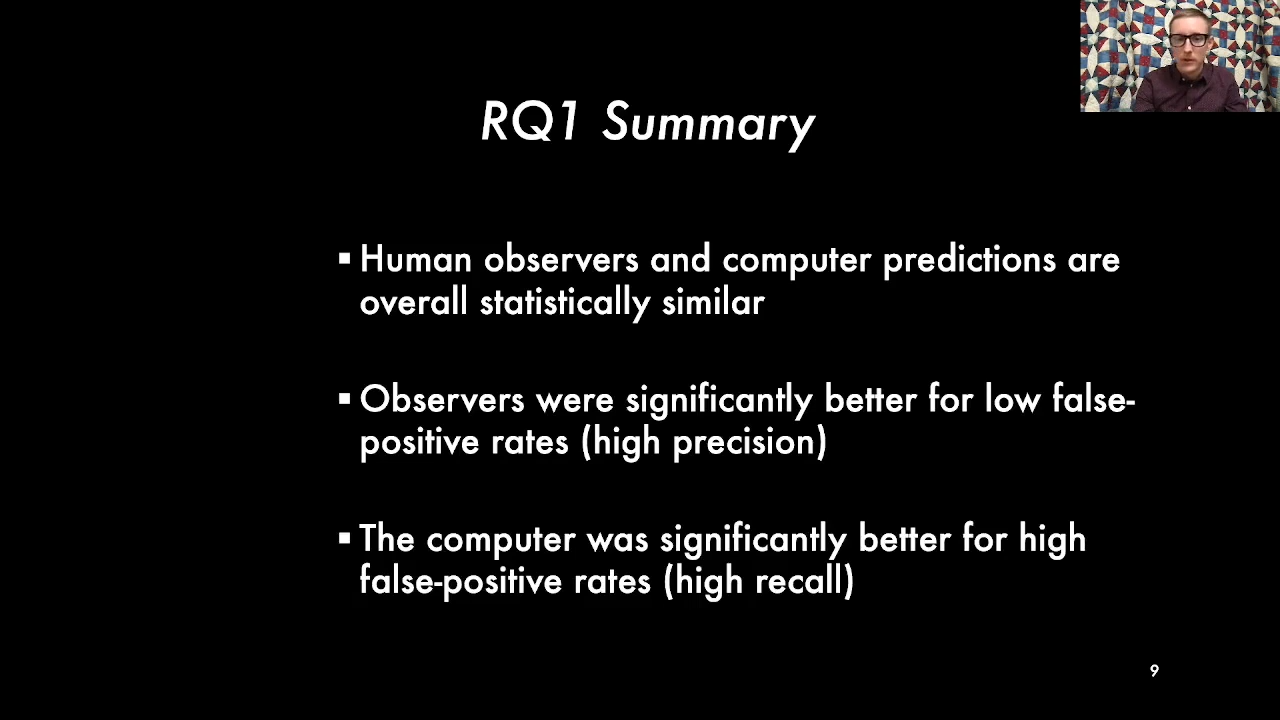 RQ1 Summary
▪ Human observers and computer predictions are
overall statistically similar
▪ Observers were significantly better for low false-
positive rates (high precision)
▪ The computer was significantly better for high
false-positive rates (high recall)
9